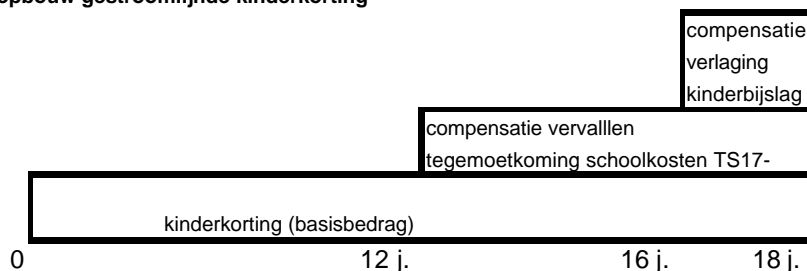 opbouw gestroomlijnde kinderkorting
compensatie
verlaging
kinderbijslag
compensatie vervalllen
tegemoetkoming schoolkosten TS17-
kinderkorting (basisbedrag)
0 12 j. 16 j. 18 j.